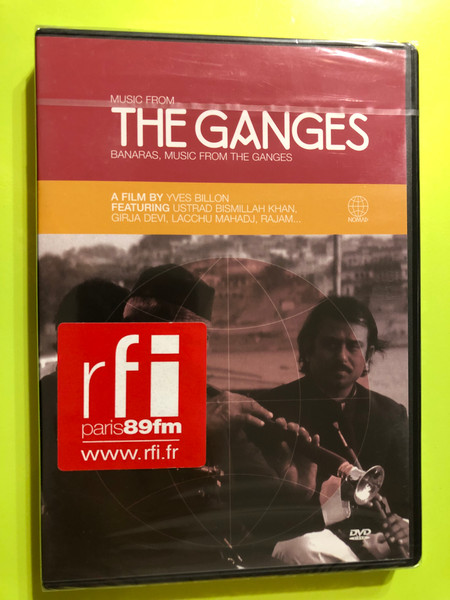 MUSIC FROM
THE GANGES
BANARAS, MUSIC FROM THE GANGES
A FILM BY YVES BILLON
FEATURING USTRAD BISMILLAH KHAN,
GIRJA DEVI, LACCHU MAHADJ, RAJAM...
rfi
paris89fm
www.rfi.fr
DVD